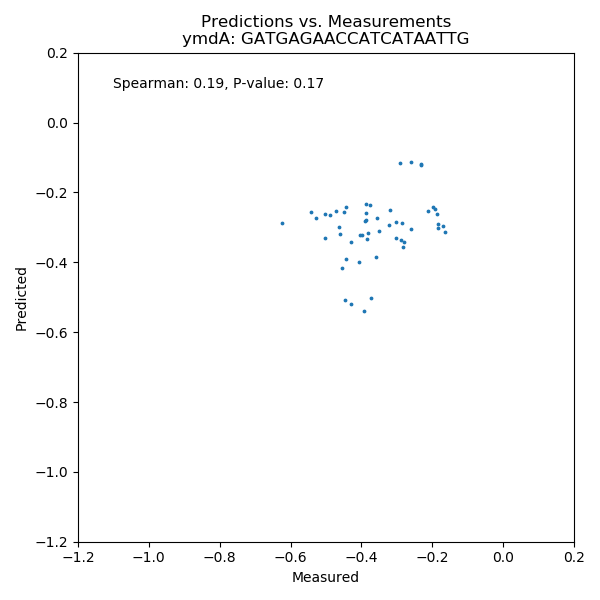 Predictions vs. Measurements
ymdA: GATGAGAACCATCATAATTG
Spearman: 0.19, P-value: 0.17
0.2
0.0
−0.2
−0.4
−0.6
−0.8
−1.0
−1.2
Predicted
−1.2 −1.0 −0.8 −0.6 −0.4 −0.2 0.0 0.2
Measured